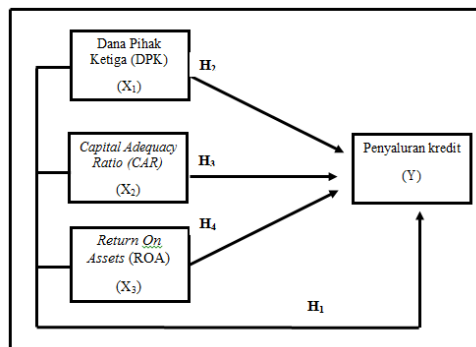 Dana Pihak
Ketiga (DPK)
(X₁)
H₂
Capital Adequacy
Ratio (CAR)
(X₂)
H₃
Penyaluran kredit
(Y)
Return On
Assets (ROA)
(X₃)
H₄
H₁